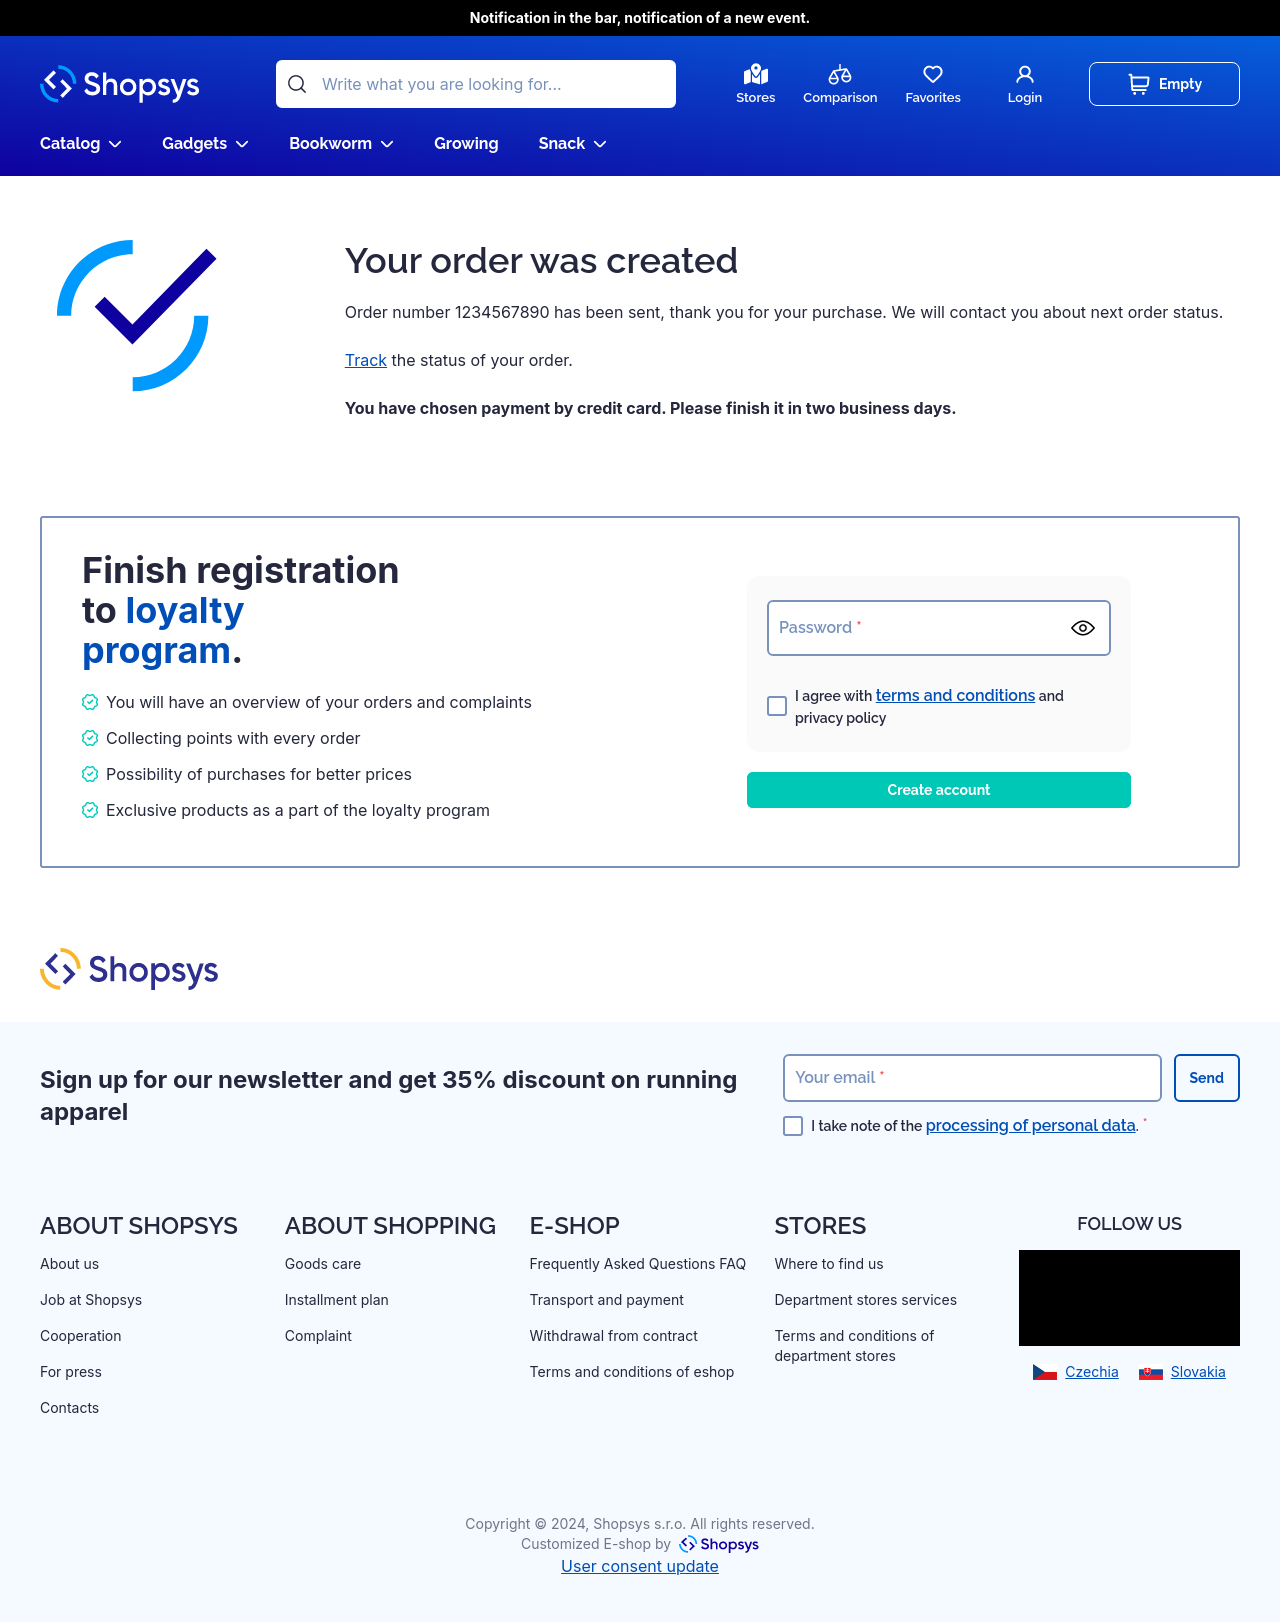 Notification in the bar, notification of a new event.
Shopsys
Write what you are looking for...
Stores
Comparison
Favorites
Login
Empty
Catalog
Gadgets
Bookworm
Growing
Snack
Your order was created
Order number 1234567890 has been sent, thank you for your purchase. We will contact you about next order status.
Track the status of your order.
You have chosen payment by credit card. Please finish it in two business days.
Finish registration
to loyalty
program.
You will have an overview of your orders and complaints
Collecting points with every order
Possibility of purchases for better prices
Exclusive products as a part of the loyalty program
Password *
I agree with terms and conditions and
privacy policy
Create account
Shopsys
Sign up for our newsletter and get 35% discount on running
apparel
Your email *
Send
I take note of the processing of personal data. *
ABOUT SHOPSYS
About us
Job at Shopsys
Cooperation
For press
Contacts
ABOUT SHOPPING
Goods care
Installment plan
Complaint
E-SHOP
Frequently Asked Questions FAQ
Transport and payment
Withdrawal from contract
Terms and conditions of eshop
STORES
Where to find us
Department stores services
Terms and conditions of
department stores
FOLLOW US
Czechia
Slovakia
Copyright © 2024, Shopsys s.r.o. All rights reserved.
Customized E-shop by Shopsys
User consent update